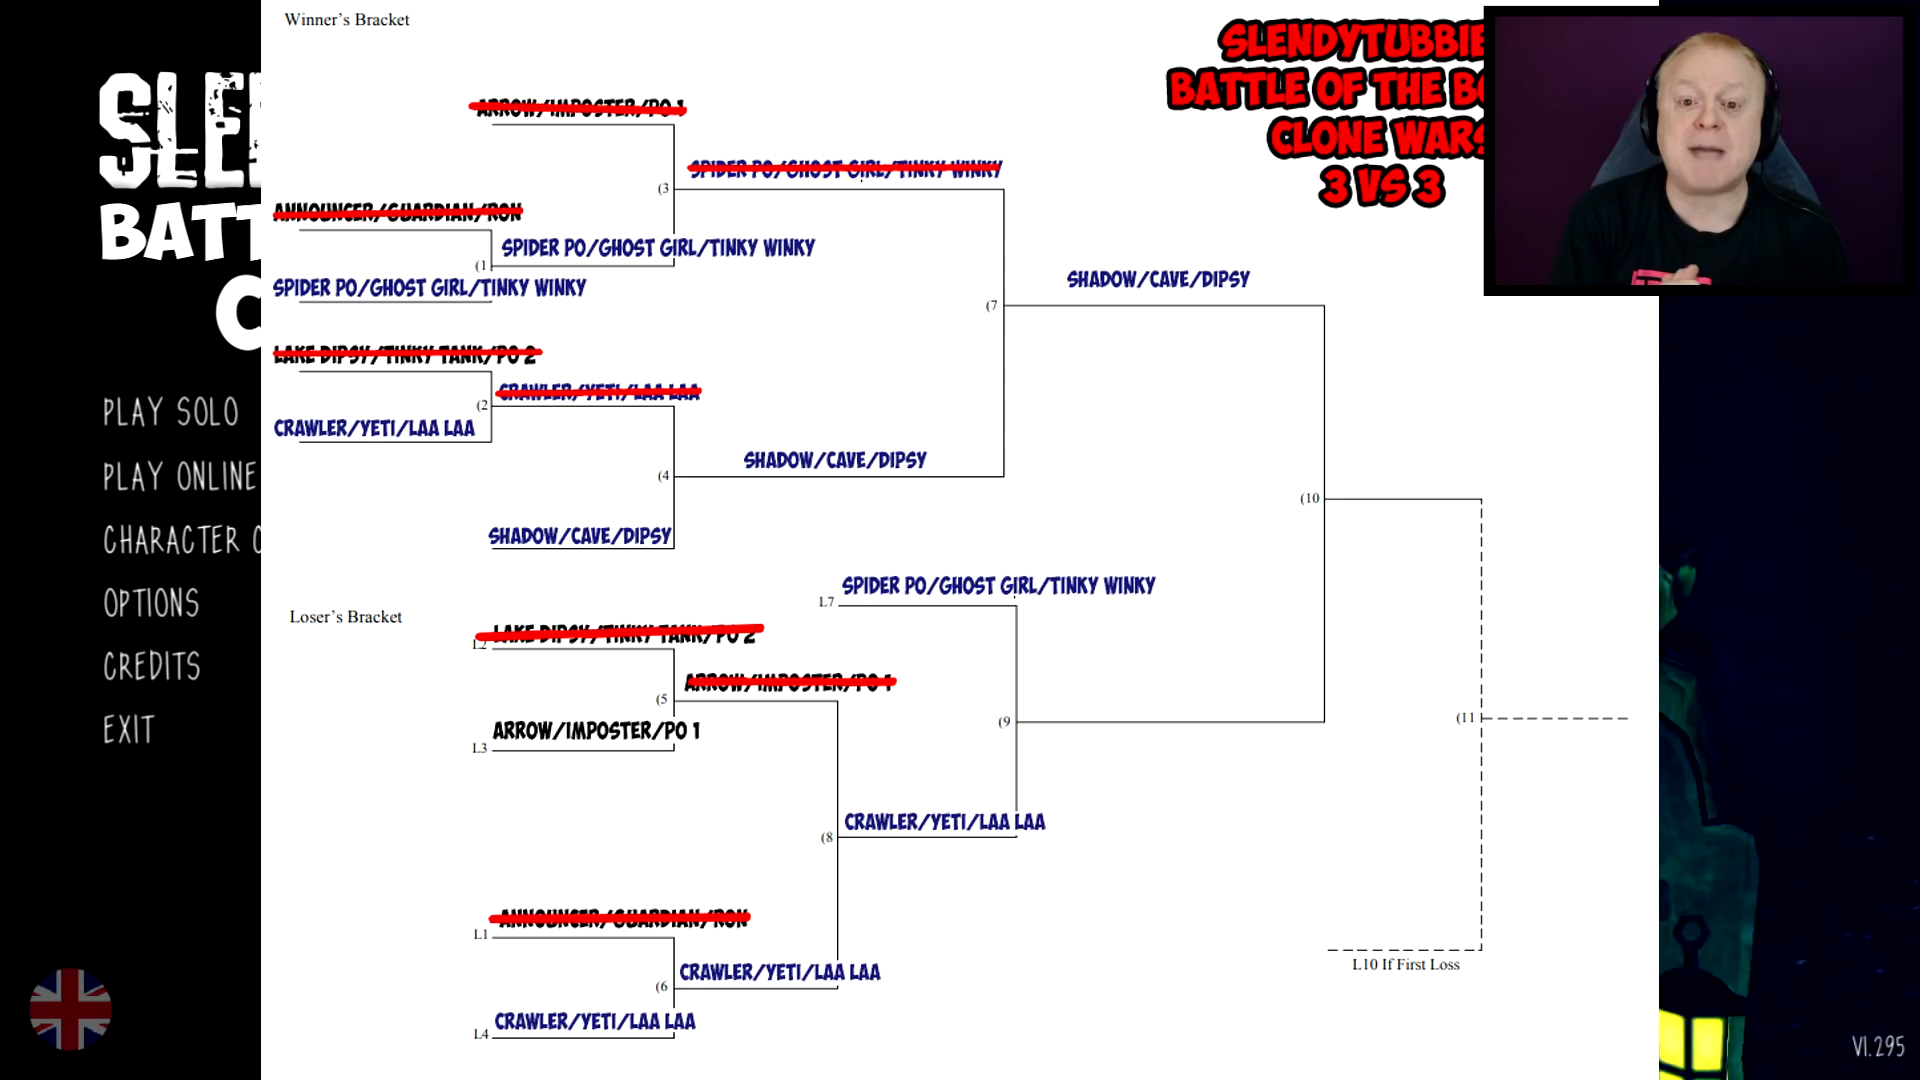 Winner's Bracket
SLENDYTUBBIE
BATTLE OF THE BO
CLONE WARS
3 VS 3
SLE
BATT
C
ARROW/IMPOSTER/PO 1
SPIDER PO/GHOST GIRL/TINKY WINKY
(3
ANNOUNCER/GUARDIAN/RON
SPIDER PO/GHOST GIRL/TINKY WINKY
(1
SPIDER PO/GHOST GIRL/TINKY WINKY
SHADOW/CAVE/DIPSY
(7
LAKE DIPSY/TINKY TANK/PO 2
CRAWLER/YETI/LAA LAA
(2
CRAWLER/YETI/LAA LAA
SHADOW/CAVE/DIPSY
(4
SHADOW/CAVE/DIPSY
(10
PLAY SOLO
PLAY ONLINE
CHARACTER C
OPTIONS
CREDITS
EXIT
Loser's Bracket
L7
SPIDER PO/GHOST GIRL/TINKY WINKY
L2
LAKE DIPSY/TINKY TANK/PO 2
ARROW/IMPOSTER/PO 1
(5
L3
ARROW/IMPOSTER/PO 1
(9
(11
CRAWLER/YETI/LAA LAA
(8
L1
ANNOUNCER/GUARDIAN/RON
CRAWLER/YETI/LAA LAA
(6
L4
CRAWLER/YETI/LAA LAA
L10 If First Loss
V1.295